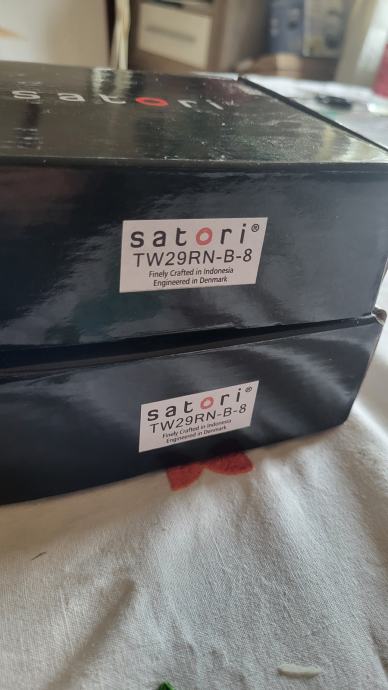 satori
satori®
TW29RN-B-8
Finely Crafted in Indonesia
Engineered in Denmark
satori®
TW29RN-B-8
Finely Crafted in Indonesia
Engineered in Denmark